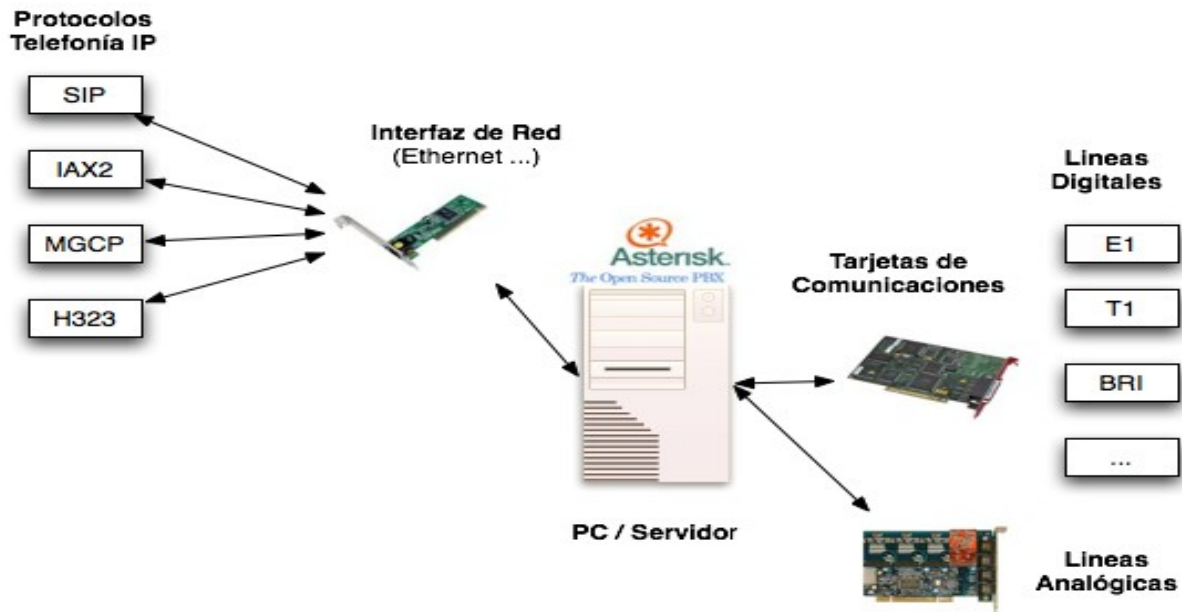 Protocolos
Telefonía IP
SIP
IAX2
MGCP
H323
Interfaz de Red
(Ethernet ...)
Asterisk
The Open Source PBX
PC / Servidor
Tarjetas de
Comunicaciones
Lineas
Digitales
E1
T1
BRI
...
Lineas
Analógicas